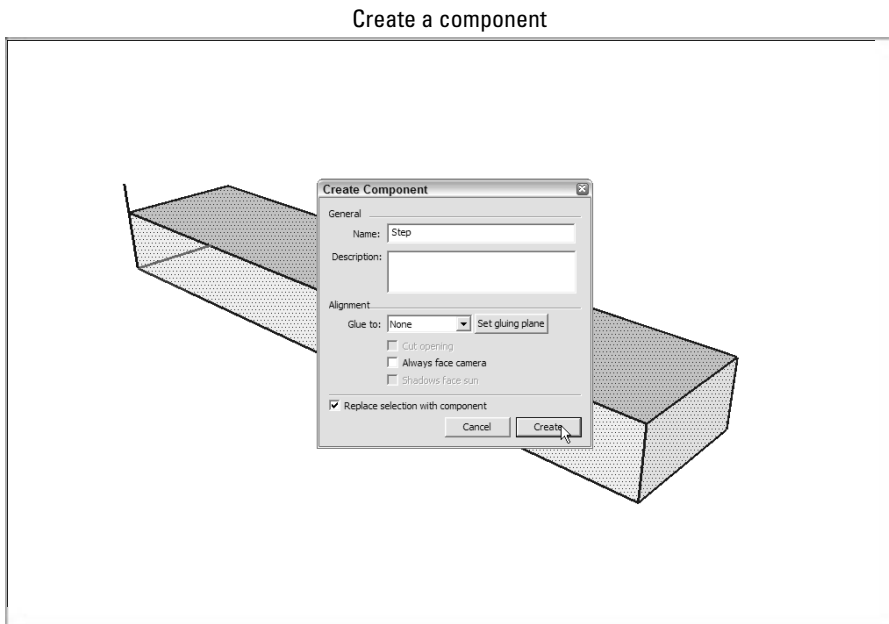 Create a component
Create Component
General
Name: Step
Description:
Alignment
Glue to: None Set gluing plane
Cut opening
Always face camera
Shadows face sun
Replace selection with component
Cancel Create